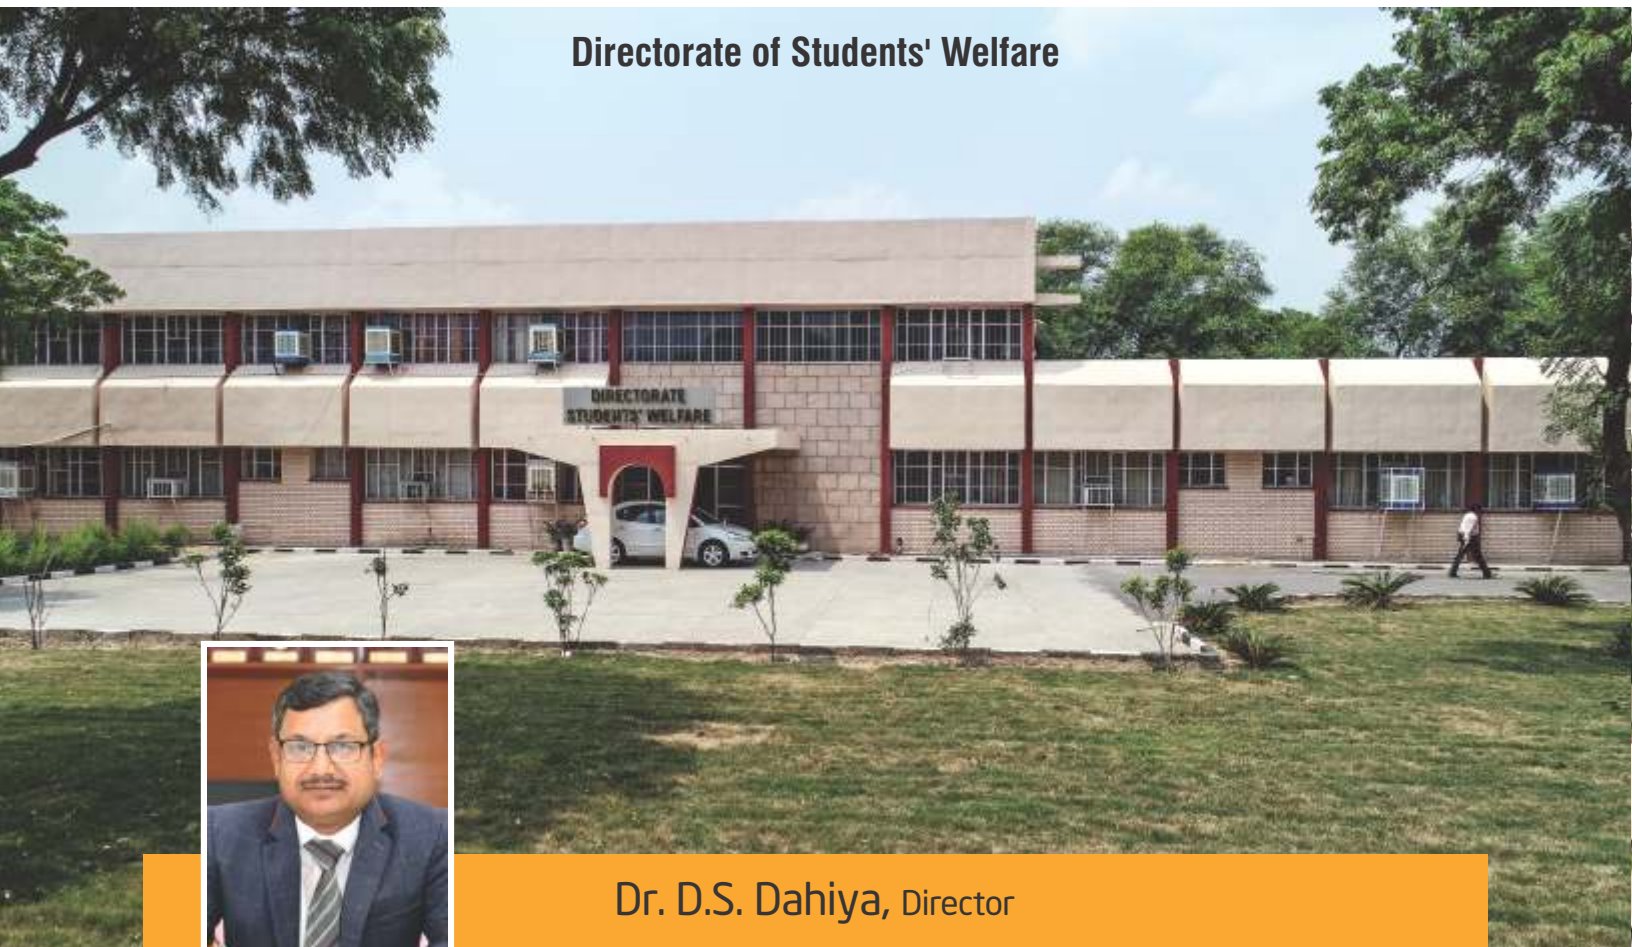 Directorate of Students' Welfare
DIRECTORATE
STUDENTS' WELFARE
Dr. D.S. Dahiya, Director